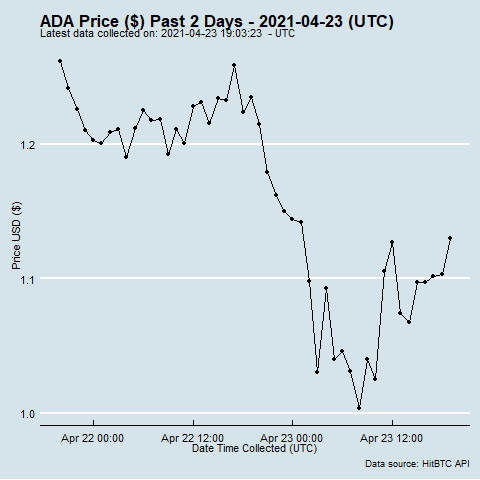 ADA Price ($) Past 2 Days - 2021-04-23 (UTC)
Latest data collected on: 2021-04-23 19:03:23  - UTC
Price USD ($)
1.2
1.1
1.0
Apr 22 00:00
Apr 22 12:00
Apr 23 00:00
Apr 23 12:00
Date Time Collected (UTC)
Data source: HitBTC API